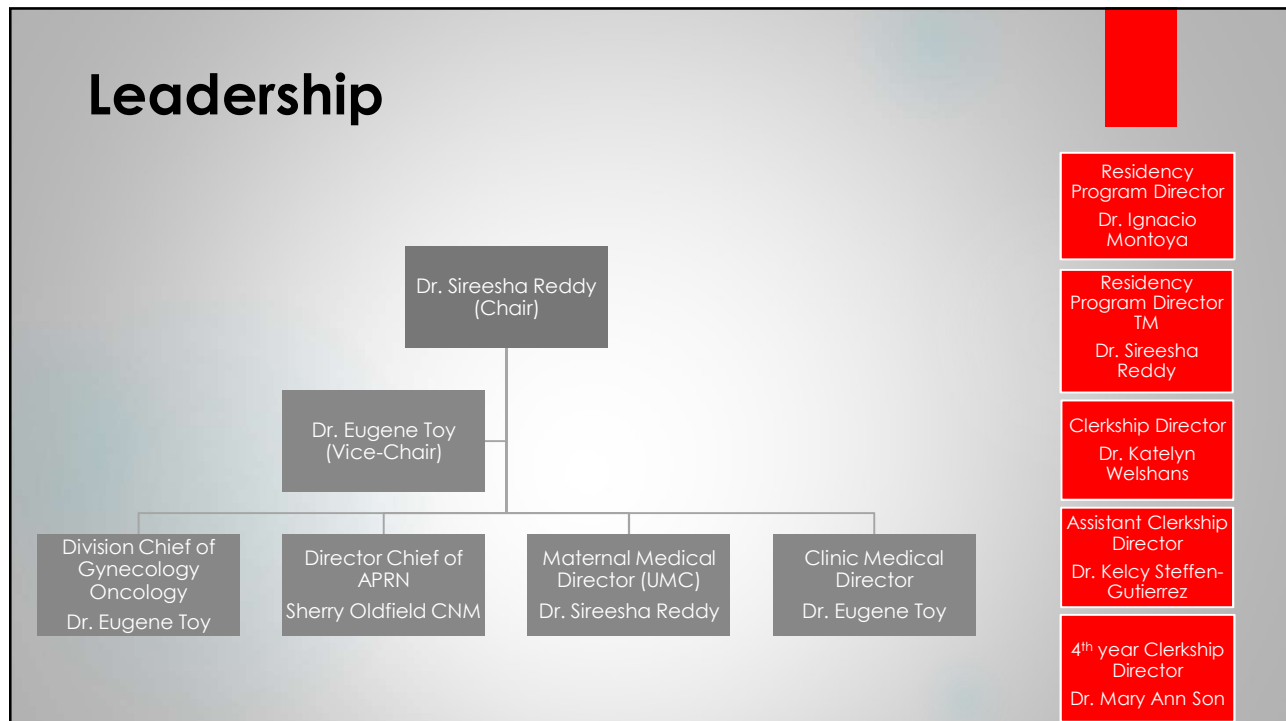 Leadership
Dr. Sireesha Reddy
(Chair)
Dr. Eugene Toy
(Vice-Chair)
Division Chief of
Gynecology
Oncology
Dr. Eugene Toy
Director Chief of
APRN
Sherry Oldfield CNM
Maternal Medical
Director (UMC)
Dr. Sireesha Reddy
Clinic Medical
Director
Dr. Eugene Toy
Residency
Program Director
Dr. Ignacio
Montoya
Residency
Program Director
TM
Dr. Sireesha
Reddy
Clerkship Director
Dr. Katelyn
Welshans
Assistant Clerkship
Director
Dr. Kelcy Steffen-
Gutierrez
4th year Clerkship
Director
Dr. Mary Ann Son